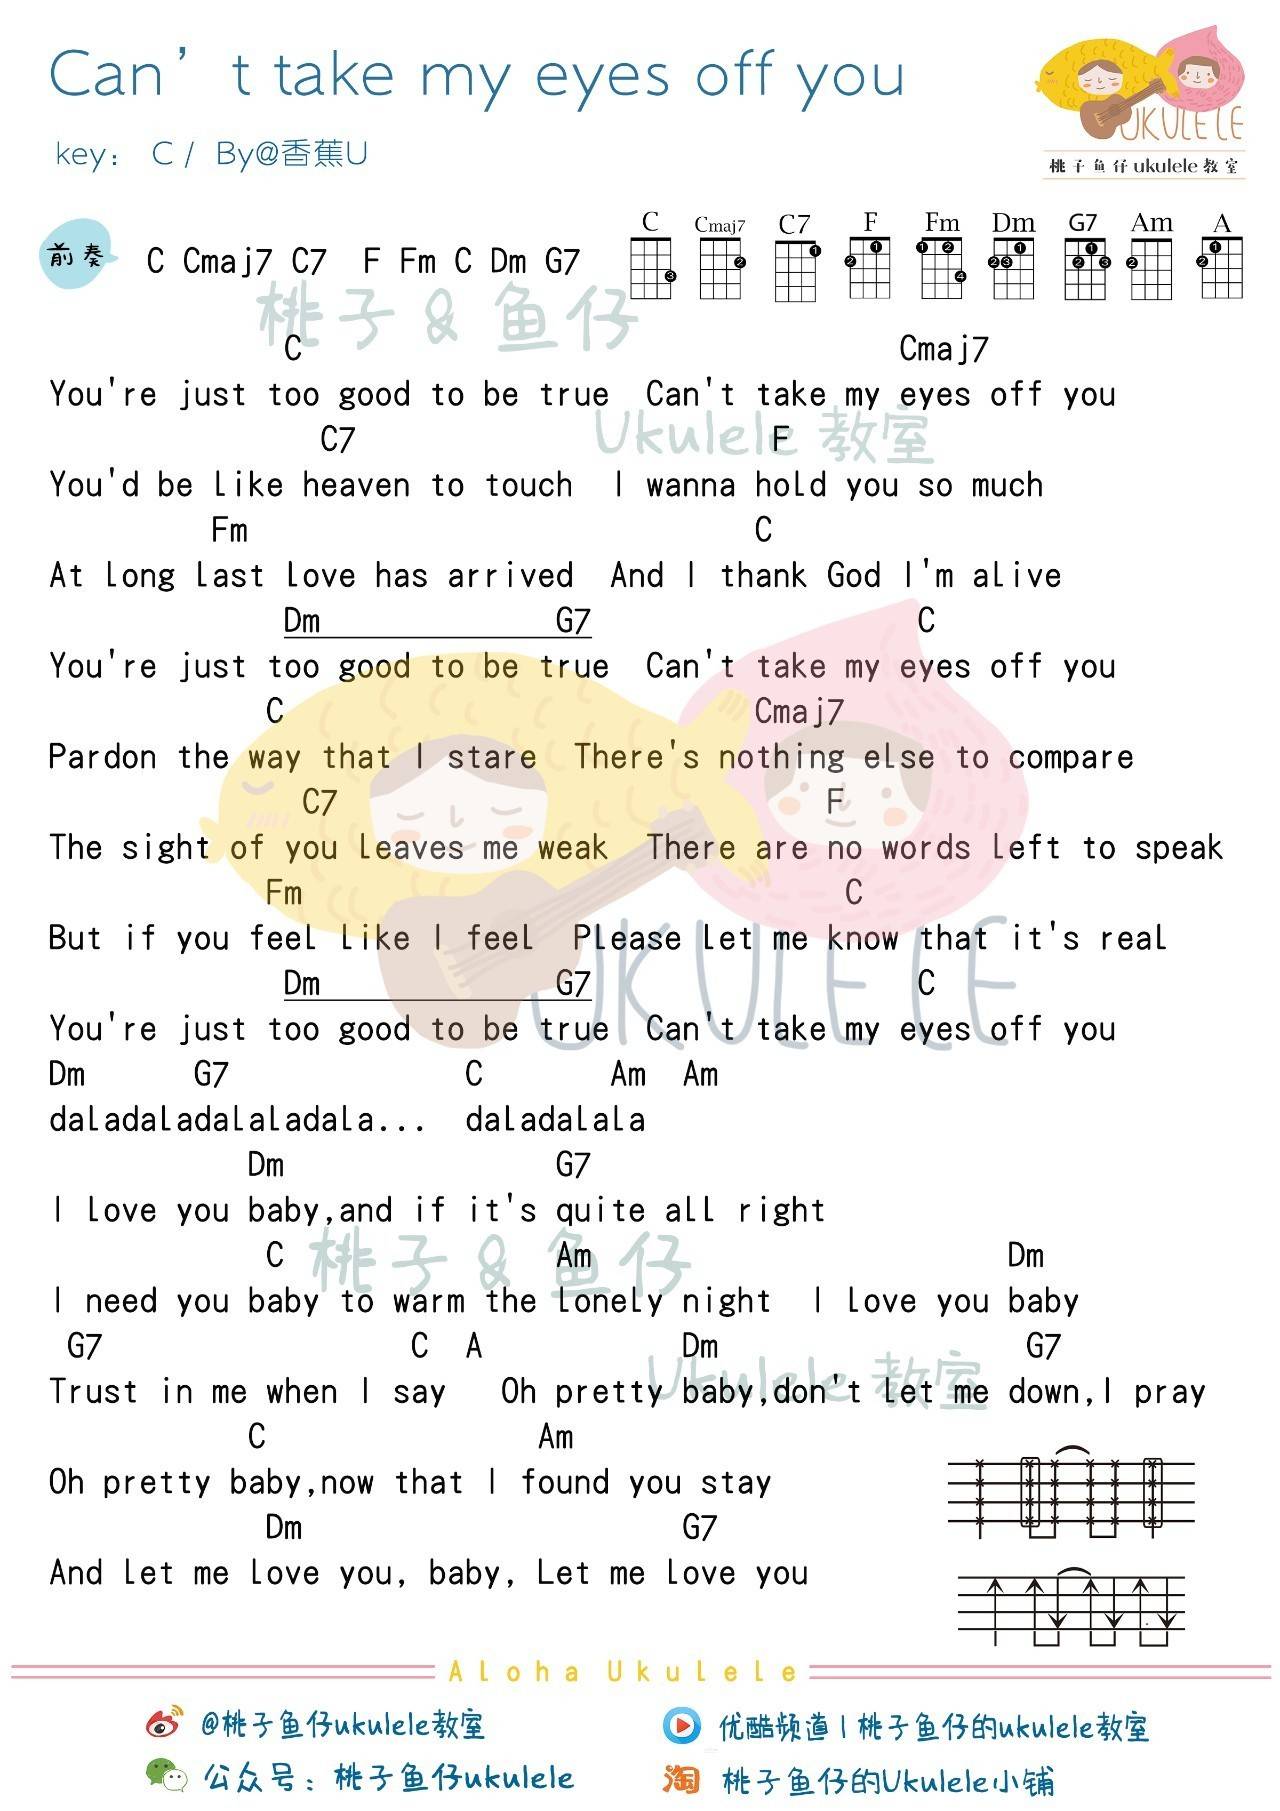 Can't take my eyes off you
key: C / By@香蕉U
UKULELE
桃子鱼仔ukulele教室
前奏 C Cmaj7 C7 F Fm C Dm G7
C Cmaj7 C7 F Fm Dm G7 Am A
桃子&鱼仔
C Cmaj7
You're just too good to be true Can't take my eyes off you
Ukulele 教室
C7 F
You'd be like heaven to touch I wanna hold you so much
Fm C
At long last love has arrived And I thank God I'm alive
Dm G7 C
You're just too good to be true Can't take my eyes off you
C Cmaj7
Pardon the way that I stare There's nothing else to compare
C7 F
The sight of you leaves me weak There are no words left to speak
Fm C
But if you feel like I feel Please let me know that it's real
UKULELE
Dm G7 C
You're just too good to be true Can't take my eyes off you
Dm G7 C Am Am
daladaladalaladala... daladalala
Dm G7
I love you baby,and if it's quite all right
桃子&鱼仔
C Am Dm
I need you baby to warm the lonely night I love you baby
G7 C A Dm G7
Ukulele 教室
Trust in me when I say Oh pretty baby,don't let me down,I pray
C Am
Oh pretty baby,now that I found you stay
Dm G7
And let me love you, baby, Let me love you
Aloha Ukulele
@桃子鱼仔ukulele教室
优酷频道|桃子鱼仔的ukulele教室
公众号:桃子鱼仔ukulele
淘 桃子鱼仔的Ukulele小铺